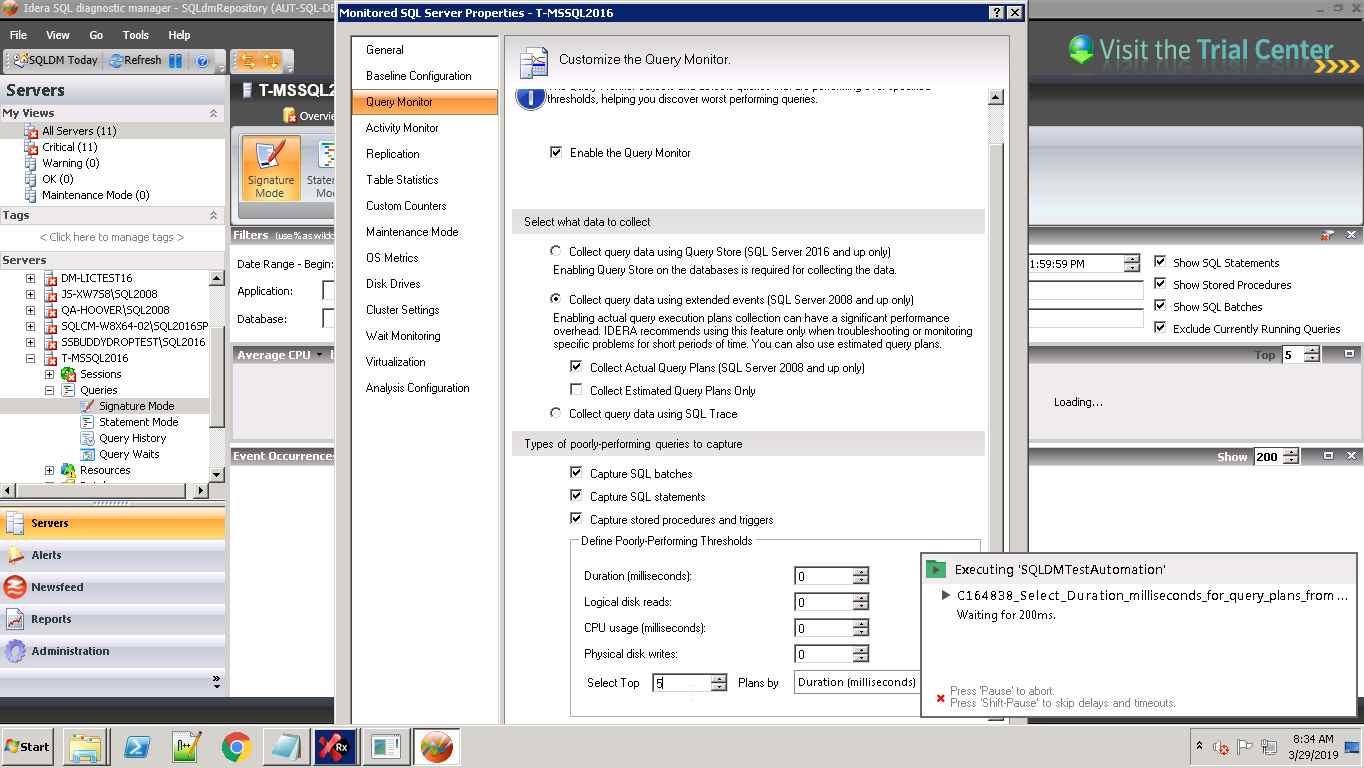 Idera SQL diagnostic manager - SQLdmRepository (AUT-SQL-DE
File View Go Tools Help
SQLDM Today Refresh
Visit the Trial Center
Servers
My Views
All Servers (11)
Critical (11)
Warning (0)
OK (0)
Maintenance Mode (0)
Tags
< Click here to manage tags >
Servers
DM-LICTEST16
JS-XW7S8\SQL2008
QA-HOOVER\SQL2008
SQLCM-W8X64-02\SQL2016SP
SSBUDDYDROPTEST\SQL2016
T-MSSQL2016
Sessions
Queries
Signature Mode
Statement Mode
Query History
Query Waits
Resources
Servers
Alerts
Newsfeed
Reports
Administration
T-MSSQL2
Overvie
Signature
Mode
Statem
Mo
Filters (use % as wildc
Date Range - Begin:
Application:
Database:
Average CPU
Event Occurrence
Monitored SQL Server Properties - T-MSSQL2016
General
Baseline Configuration
Query Monitor
Activity Monitor
Replication
Table Statistics
Custom Counters
Maintenance Mode
OS Metrics
Disk Drives
Cluster Settings
Wait Monitoring
Virtualization
Analysis Configuration
Customize the Query Monitor.
thresholds, helping you discover worst performing queries.
Enable the Query Monitor
Select what data to collect
Collect query data using Query Store (SQL Server 2016 and up only)
Enabling Query Store on the databases is required for collecting the data.
Collect query data using extended events (SQL Server 2008 and up only)
Enabling actual query execution plans collection can have a significant performance
overhead. IDERA recommends using this feature only when troubleshooting or monitoring
specific problems for short periods of time. You can also use estimated query plans.
Collect Actual Query Plans (SQL Server 2008 and up only)
Collect Estimated Query Plans Only
Collect query data using SQL Trace
Types of poorly-performing queries to capture
Capture SQL batches
Capture SQL statements
Capture stored procedures and triggers
Define Poorly-Performing Thresholds
Duration (milliseconds): 0
Logical disk reads: 0
CPU usage (milliseconds): 0
Physical disk writes: 0
Select Top 5 Plans by Duration (milliseconds)
1:59:59 PM
Show SQL Statements
Show Stored Procedures
Show SQL Batches
Exclude Currently Running Queries
Top 5
Loading...
Show 200
Executing 'SQLDMTestAutomation'
C164838_Select_Duration_milliseconds_for_query_plans_from ...
Waiting for 200ms.
Press 'Pause' to abort.
Press 'Shift-Pause' to skip delays and timeouts.
Start
Rx
8:34 AM
3/29/2019